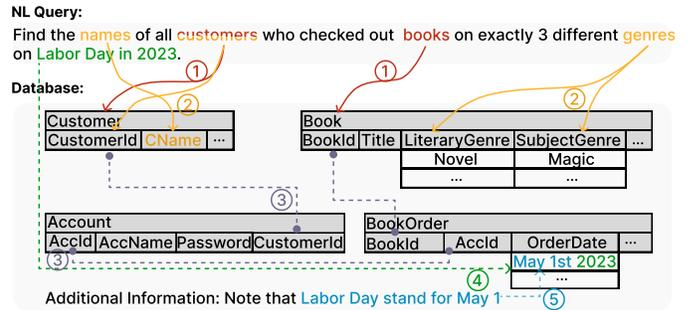 NL Query:
Find the names of all customers who checked out books on exactly 3 different genres
on Labor Day in 2023.
1
1
Database:
2
2
Customer
Book
CustomerId CName ...
BookId Title LiteraryGenre SubjectGenre ...
Novel Magic
... ...
3
Account
BookOrder
AccId AccName Password CustomerId
BookId AccId OrderDate ...
3
May 1st 2023
4
...
Additional Information: Note that Labor Day stand for May 1
5